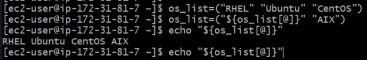 [ec2-user@ip-172-31-81-7 ~]$ os_list=("RHEL" "Ubuntu" "CentOS")
[ec2-user@ip-172-31-81-7 ~]$ os_list=("${os_list[@]}" "AIX")
[ec2-user@ip-172-31-81-7 ~]$ echo "${os_list[@]}"
RHEL Ubuntu CentOS AIX
[ec2-user@ip-172-31-81-7 ~]$ echo "${os_list[@]}"